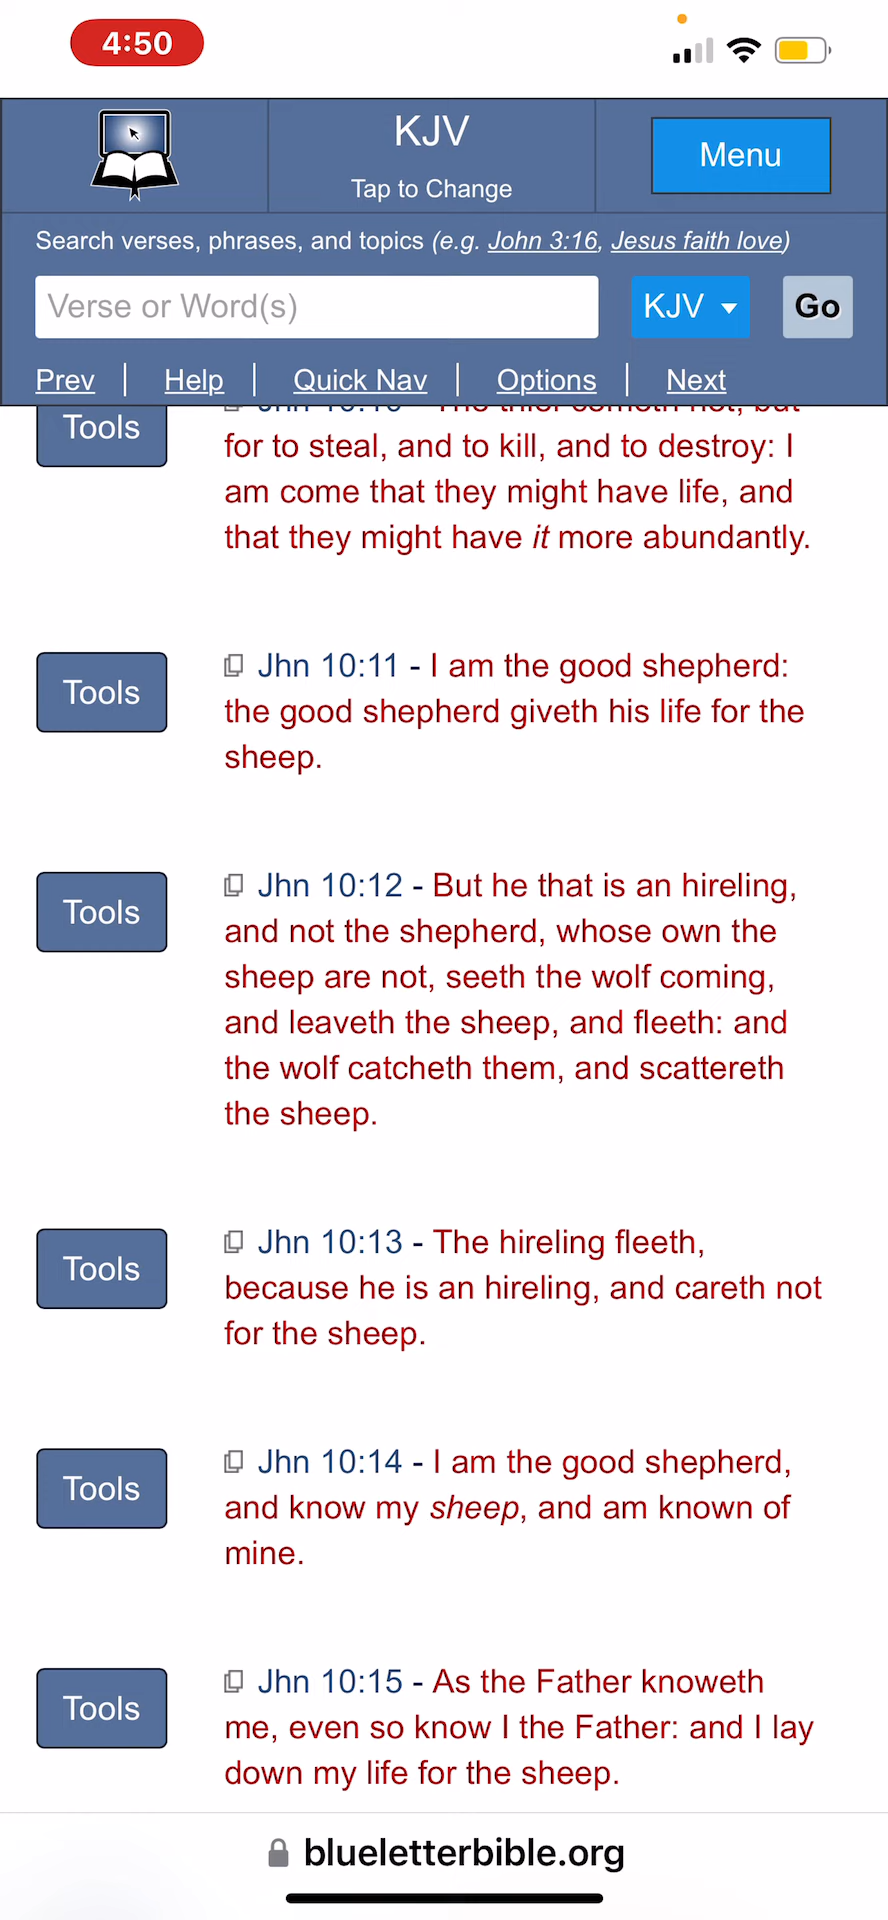 4:50
KJV
Tap to Change
Menu
Search verses, phrases, and topics (e.g. John 3:16, Jesus faith love)
Verse or Word(s)
KJV
Go
Prev | Help | Quick Nav | Options | Next
Tools
Jhn 10:10 - The thief cometh not, but
for to steal, and to kill, and to destroy: I
am come that they might have life, and
that they might have it more abundantly.
Tools
Jhn 10:11 - I am the good shepherd:
the good shepherd giveth his life for the
sheep.
Tools
Jhn 10:12 - But he that is an hireling,
and not the shepherd, whose own the
sheep are not, seeth the wolf coming,
and leaveth the sheep, and fleeth: and
the wolf catcheth them, and scattereth
the sheep.
Tools
Jhn 10:13 - The hireling fleeth,
because he is an hireling, and careth not
for the sheep.
Tools
Jhn 10:14 - I am the good shepherd,
and know my sheep, and am known of
mine.
Tools
Jhn 10:15 - As the Father knoweth
me, even so know I the Father: and I lay
down my life for the sheep.
blueletterbible.org